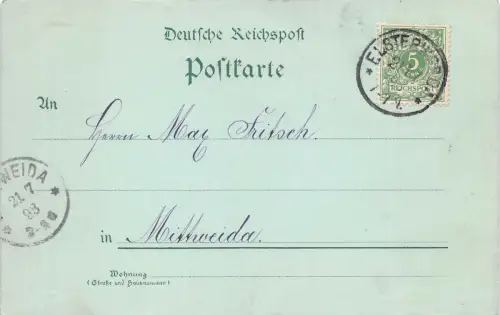 Deutsche Reichspost
Postkarte
An
Herrn Max Fritsch.
in Mittweida.
Wohnung
(Straße und Hausnummer)
5
REICHSPOST
WEIDA
21 7
98